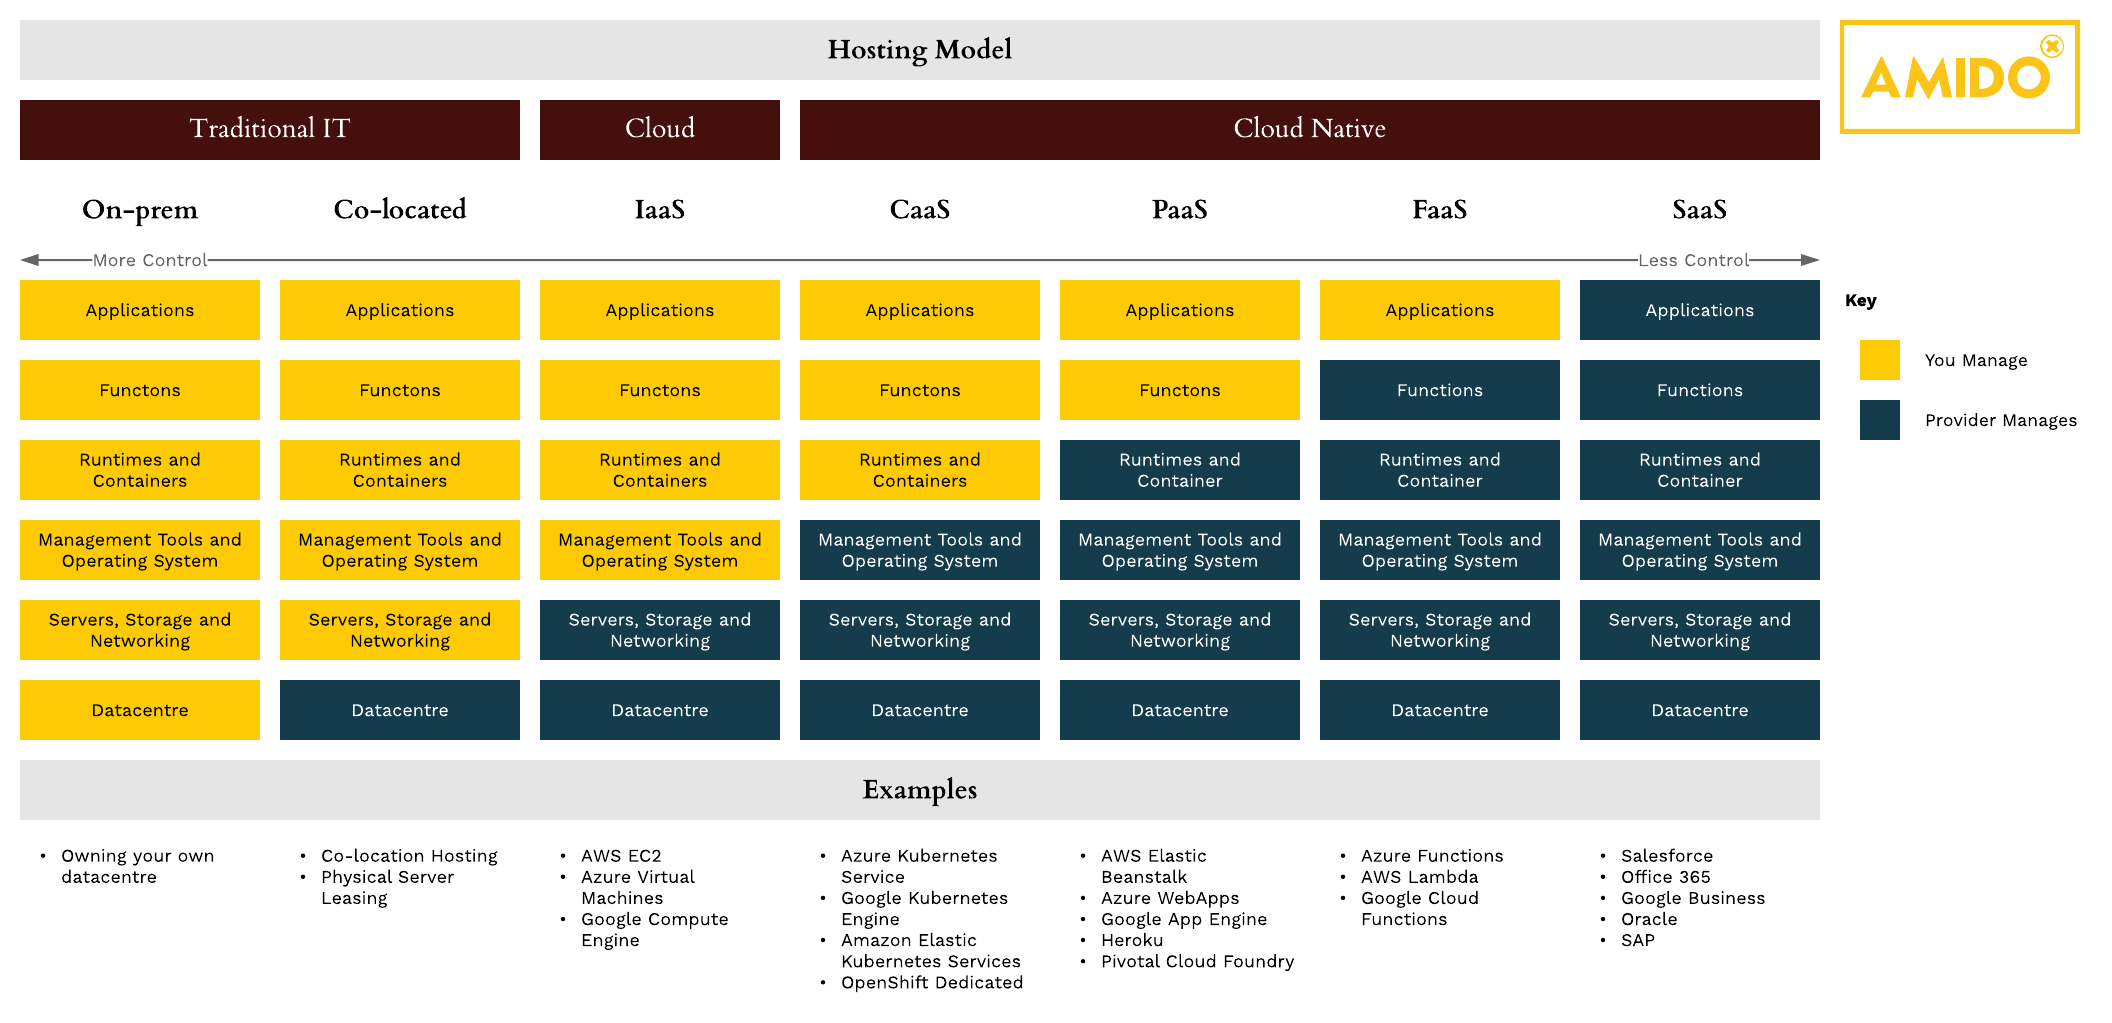 Hosting Model
AMIDO
Traditional IT
Cloud
Cloud Native
On-prem
Co-located
IaaS
CaaS
PaaS
FaaS
SaaS
More Control
Less Control
Applications
Applications
Applications
Applications
Applications
Applications
Applications
Functons
Functons
Functons
Functons
Functons
Functions
Functions
Runtimes and
Containers
Runtimes and
Containers
Runtimes and
Containers
Runtimes and
Containers
Runtimes and
Container
Runtimes and
Container
Runtimes and
Container
Management Tools and
Operating System
Management Tools and
Operating System
Management Tools and
Operating System
Management Tools and
Operating System
Management Tools and
Operating System
Management Tools and
Operating System
Management Tools and
Operating System
Servers, Storage and
Networking
Servers, Storage and
Networking
Servers, Storage and
Networking
Servers, Storage and
Networking
Servers, Storage and
Networking
Servers, Storage and
Networking
Servers, Storage and
Networking
Datacentre
Datacentre
Datacentre
Datacentre
Datacentre
Datacentre
Datacentre
Key
You Manage
Provider Manages
Examples
• Owning your own
datacentre
• Co-location Hosting
• Physical Server
Leasing
• AWS EC2
• Azure Virtual
Machines
• Google Compute
Engine
• Azure Kubernetes
Service
• Google Kubernetes
Engine
• Amazon Elastic
Kubernetes Services
• OpenShift Dedicated
• AWS Elastic
Beanstalk
• Azure WebApps
• Google App Engine
• Heroku
• Pivotal Cloud Foundry
• Azure Functions
• AWS Lambda
• Google Cloud
Functions
• Salesforce
• Office 365
• Google Business
• Oracle
• SAP